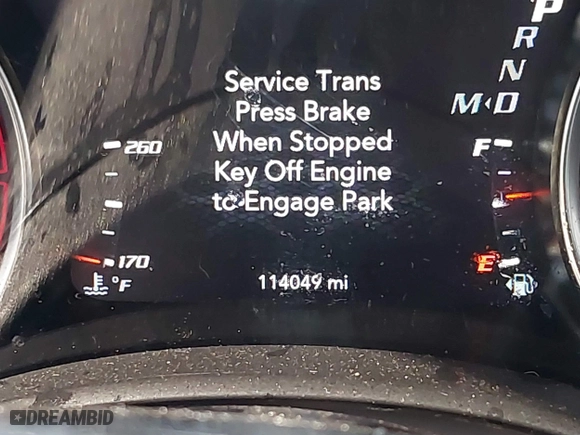 Service Trans
Press Brake
When Stopped
Key Off Engine
to Engage Park
P
R
N
M D
260
170
°F
F
E
114049 mi
DREAMBID